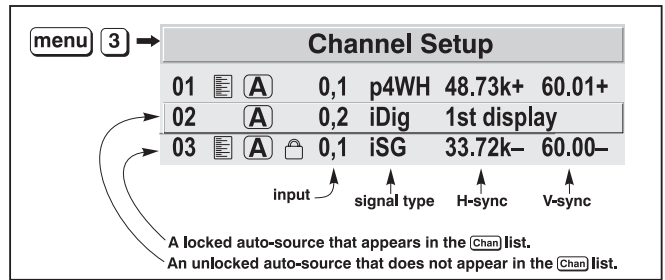 menu 3 Channel Setup
01 A 0,1 p4WH 48.73k+ 60.01+
02 A 0,2 iDig 1st display
03 A 0,1 iSG 33.72k– 60.00–
input signal type H-sync V-sync
A locked auto-source that appears in the Chan list.
An unlocked auto-source that does not appear in the Chan list.